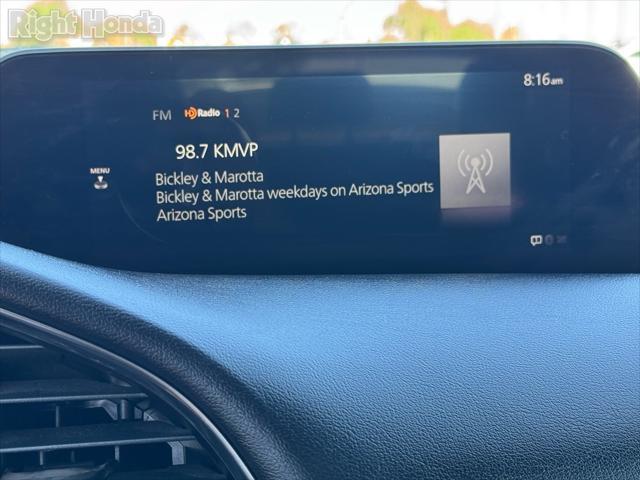 Right Honda
8:16am
FM HD Radio 1 2
98.7 KMVP
MENU
Bickley & Marotta
Bickley & Marotta weekdays on Arizona Sports
Arizona Sports